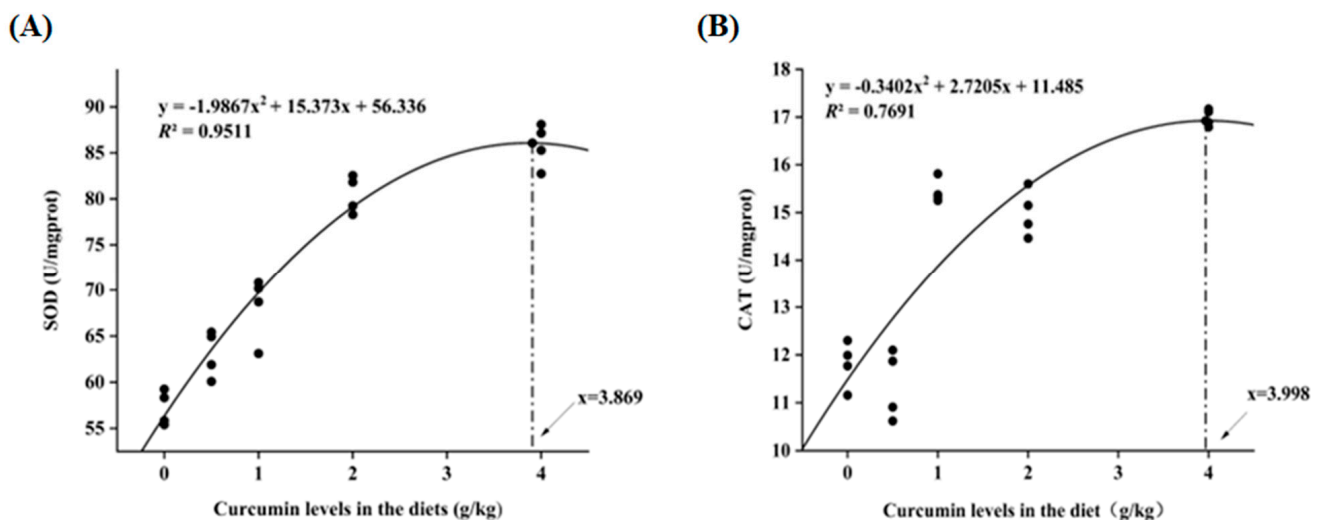 (A)
y = -1.9867x² + 15.373x + 56.336
R² = 0.9511
90
85
80
75
70
65
60
55
SOD (U/mgprot)
x=3.869
0 1 2 3 4
Curcumin levels in the diets (g/kg)
(B)
y = -0.3402x² + 2.7205x + 11.485
R² = 0.7691
18
17
16
15
14
13
12
11
10
CAT (U/mgprot)
x=3.998
0 1 2 3 4
Curcumin levels in the diet（g/kg）